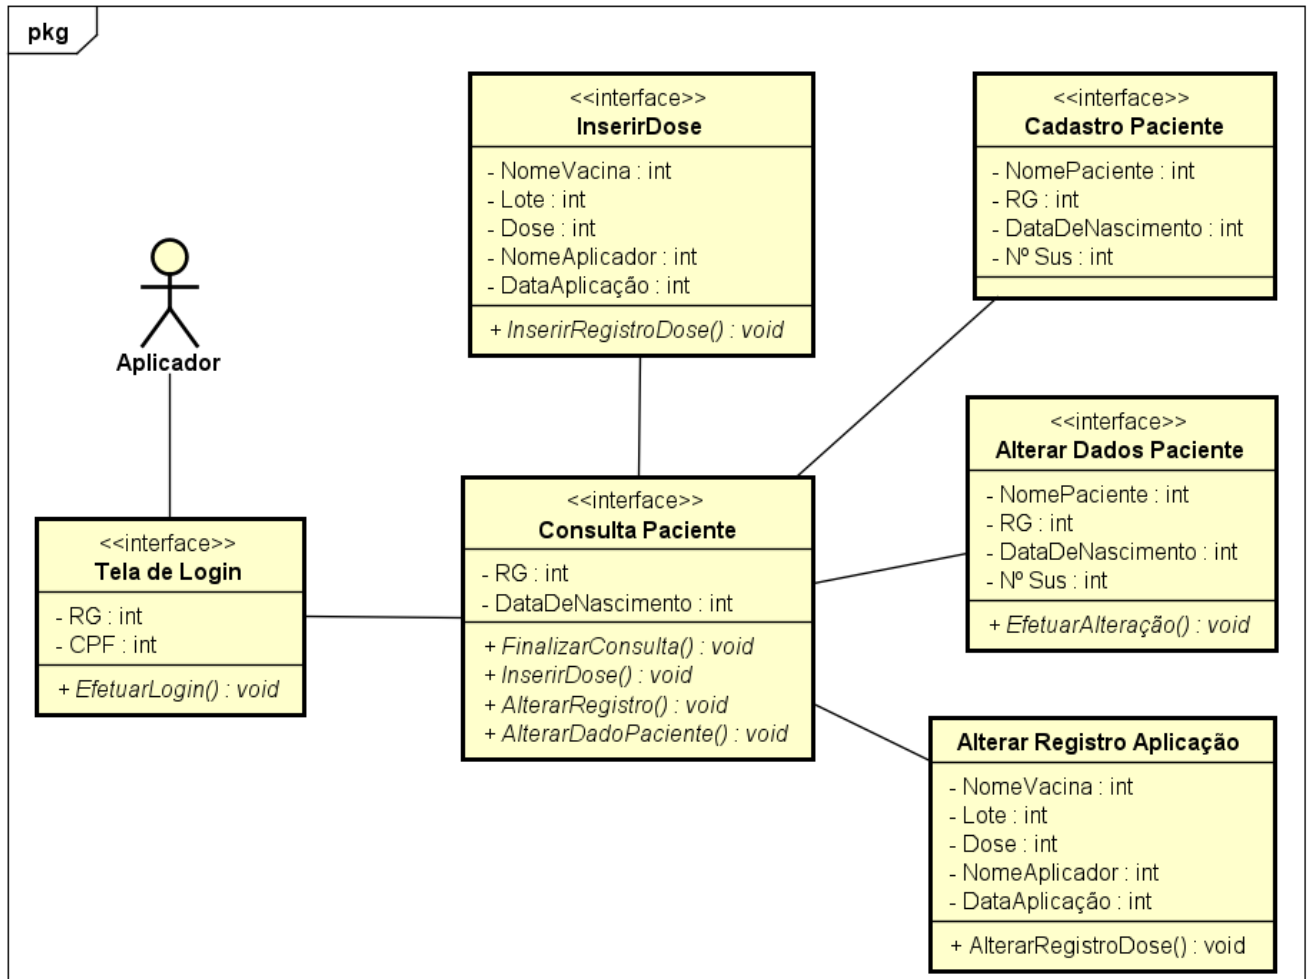 pkg
<<interface>>
InserirDose
- NomeVacina : int
- Lote : int
- Dose : int
- NomeAplicador : int
- DataAplicação : int
+ InserirRegistroDose() : void
<<interface>>
Cadastro Paciente
- NomePaciente : int
- RG : int
- DataDeNascimento : int
- Nº Sus : int
Aplicador
<<interface>>
Tela de Login
- RG : int
- CPF : int
+ EfetuarLogin() : void
<<interface>>
Consulta Paciente
- RG : int
- DataDeNascimento : int
+ FinalizarConsulta() : void
+ InserirDose() : void
+ AlterarRegistro() : void
+ AlterarDadoPaciente() : void
<<interface>>
Alterar Dados Paciente
- NomePaciente : int
- RG : int
- DataDeNascimento : int
- Nº Sus : int
+ EfetuarAlteração() : void
Alterar Registro Aplicação
- NomeVacina : int
- Lote : int
- Dose : int
- NomeAplicador : int
- DataAplicação : int
+ AlterarRegistroDose() : void